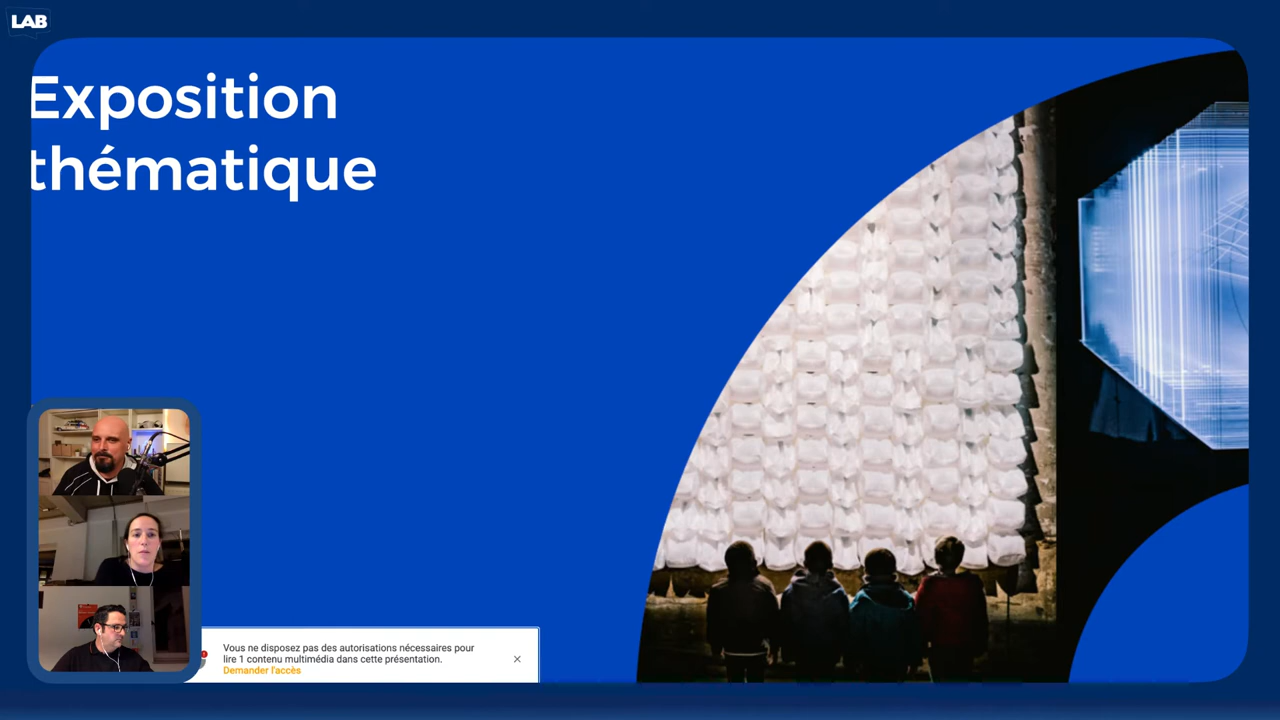 LAB
Exposition
thématique
Vous ne disposez pas des autorisations nécessaires pour
lire 1 contenu multimédia dans cette présentation.
Demander l'accès